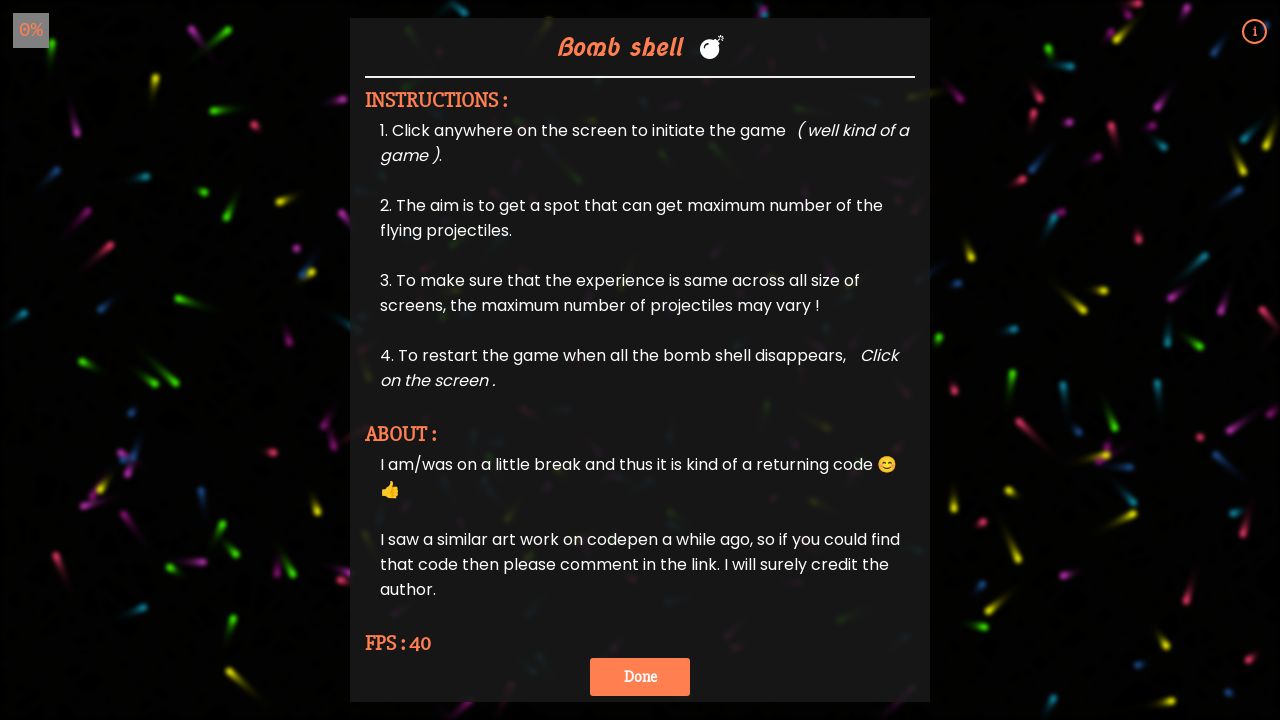 0%
i
Bomb shell 💣
INSTRUCTIONS :
1. Click anywhere on the screen to initiate the game ( well kind of a
game ).
2. The aim is to get a spot that can get maximum number of the
flying projectiles.
3. To make sure that the experience is same across all size of
screens, the maximum number of projectiles may vary !
4. To restart the game when all the bomb shell disappears, Click
on the screen .
ABOUT :
I am/was on a little break and thus it is kind of a returning code 😊
👍
I saw a similar art work on codepen a while ago, so if you could find
that code then please comment in the link. I will surely credit the
author.
FPS : 40
Done